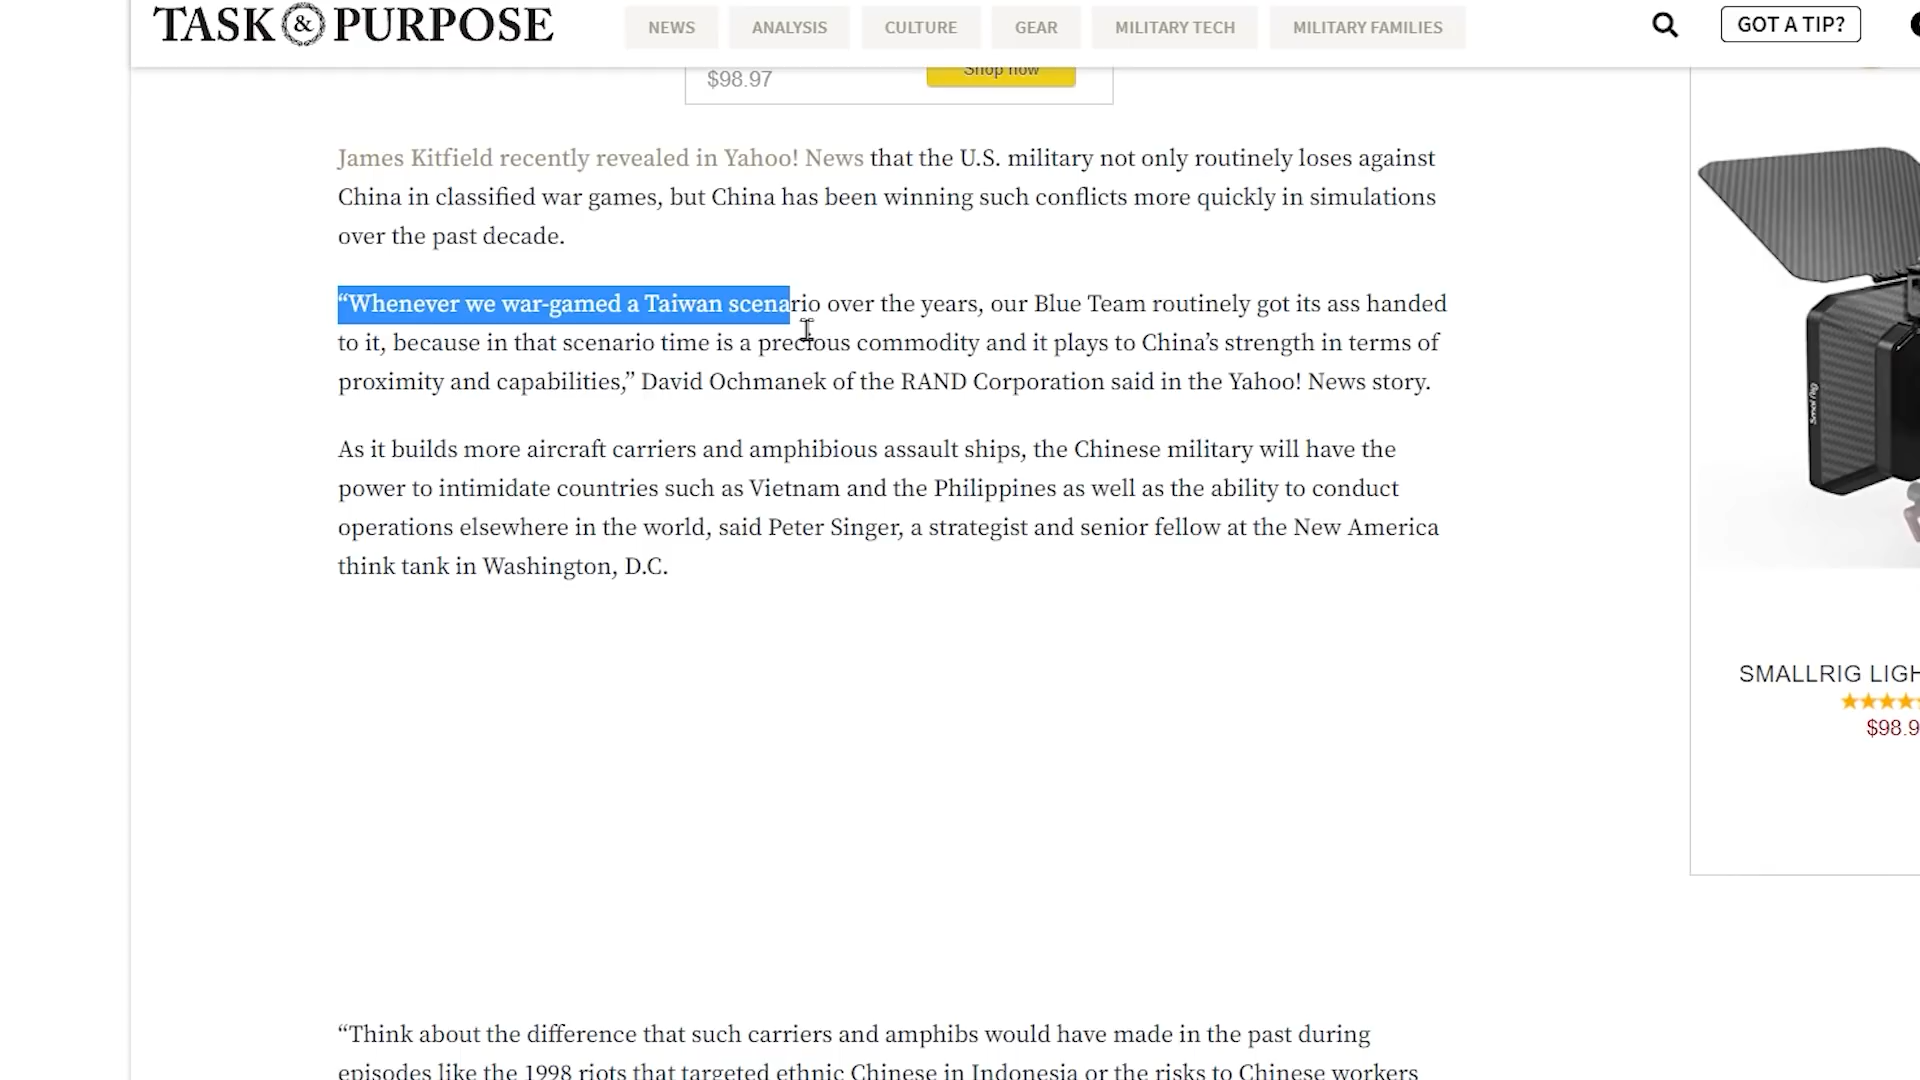 TASK & PURPOSE
NEWS
ANALYSIS
CULTURE
GEAR
MILITARY TECH
MILITARY FAMILIES
GOT A TIP?
$98.97
Shop now
James Kitfield recently revealed in Yahoo! News that the U.S. military not only routinely loses against
China in classified war games, but China has been winning such conflicts more quickly in simulations
over the past decade.
“Whenever we war-gamed a Taiwan scenario over the years, our Blue Team routinely got its ass handed
to it, because in that scenario time is a precious commodity and it plays to China’s strength in terms of
proximity and capabilities,” David Ochmanek of the RAND Corporation said in the Yahoo! News story.
As it builds more aircraft carriers and amphibious assault ships, the Chinese military will have the
power to intimidate countries such as Vietnam and the Philippines as well as the ability to conduct
operations elsewhere in the world, said Peter Singer, a strategist and senior fellow at the New America
think tank in Washington, D.C.
“Think about the difference that such carriers and amphibs would have made in the past during
episodes like the 1998 riots that targeted ethnic Chinese in Indonesia or the risks to Chinese workers
SmallRig
SMALLRIG LIGH
$98.9